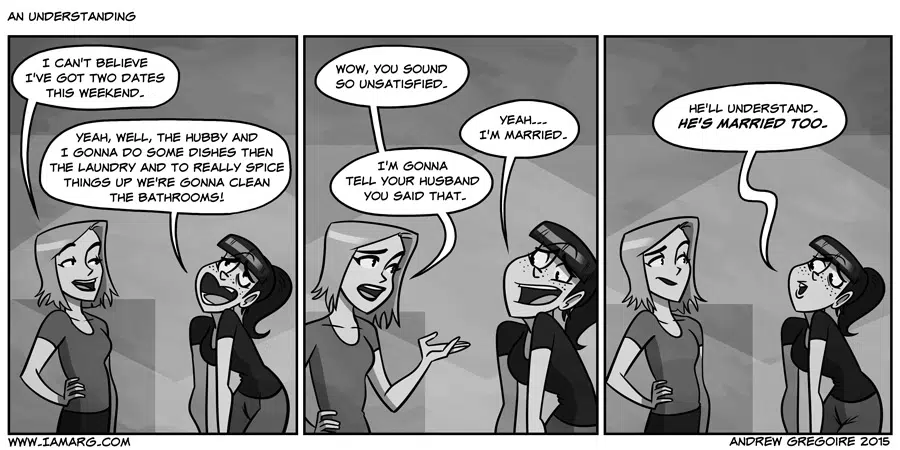 AN UNDERSTANDING
I CAN'T BELIEVE
I'VE GOT TWO DATES
THIS WEEKEND.
YEAH, WELL, THE HUBBY AND
I GONNA DO SOME DISHES THEN
THE LAUNDRY AND TO REALLY SPICE
THINGS UP WE'RE GONNA CLEAN
THE BATHROOMS!
WOW, YOU SOUND
SO UNSATISFIED.
YEAH...
I'M MARRIED.
I'M GONNA
TELL YOUR HUSBAND
YOU SAID THAT.
HE'LL UNDERSTAND.
HE'S MARRIED TOO.
WWW.IAMARG.COM
ANDREW GREGOIRE 2015